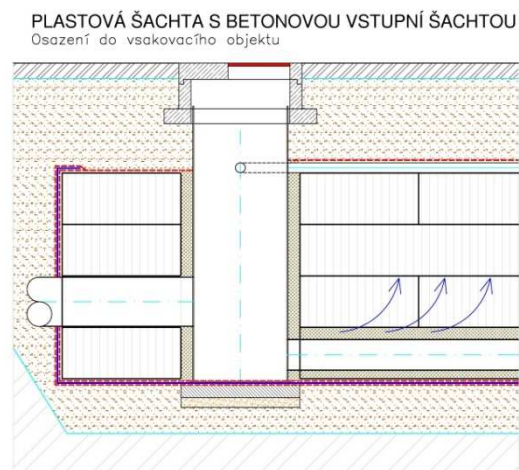 PLASTOVÁ ŠACHTA S BETONOVOU VSTUPNÍ ŠACHTOU
Osazení do vsakovacího objektu